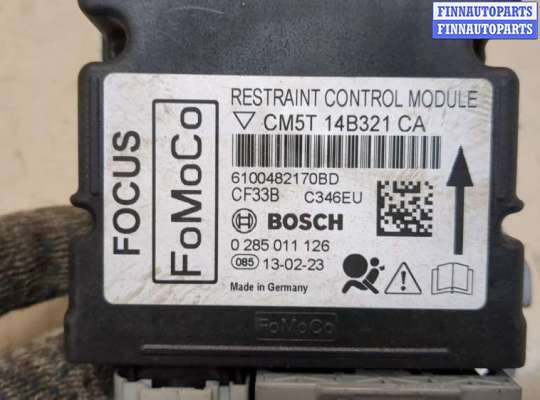 FINNAUTOPARTS
FINNAUTOPARTS
FOCUS
FoMoCo
RESTRAINT CONTROL MODULE
▽ CM5T 14B321 CA
6100482170BD
CF33B C346EU
BOSCH
0 285 011 126
085 13-02-23
Made in Germany
FoMoCo